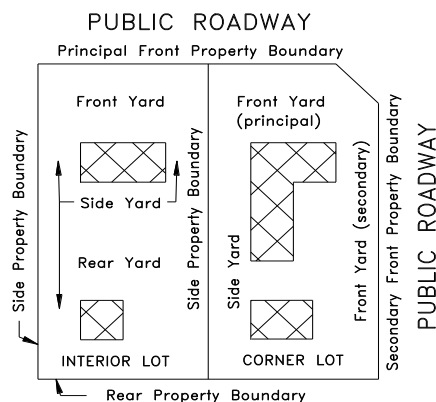 PUBLIC ROADWAY
Principal Front Property Boundary
Front Yard
Front Yard
(principal)
Side Property Boundary
Side Yard
Side Property Boundary
Rear Yard
Side Yard
Front Yard (secondary)
Secondary Front Property Boundary
PUBLIC ROADWAY
INTERIOR LOT
CORNER LOT
Rear Property Boundary